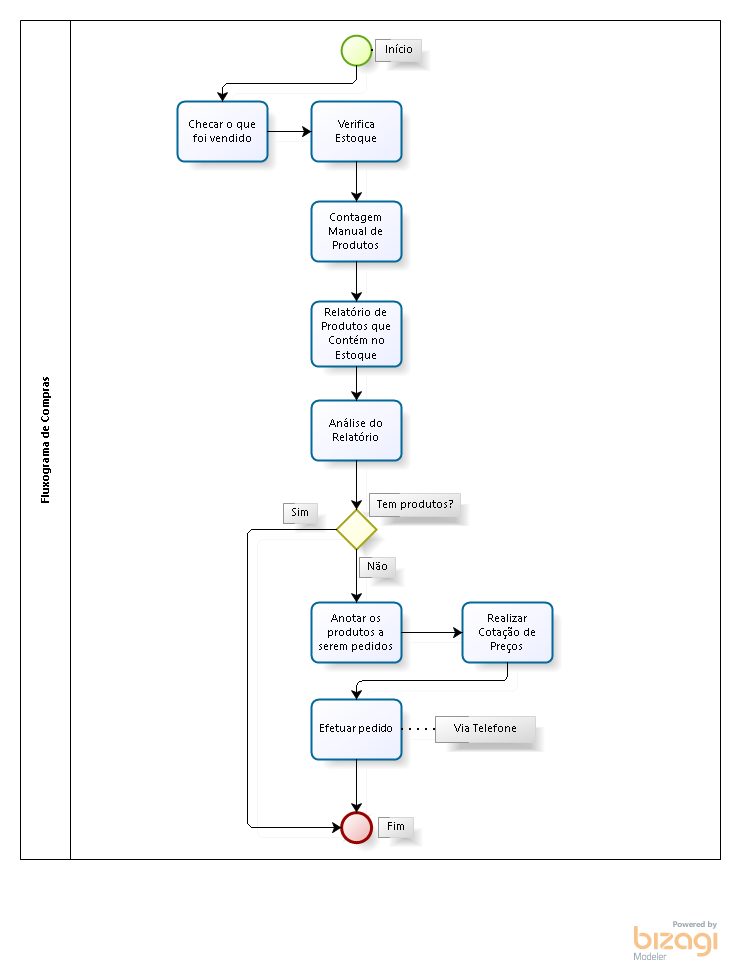 Início
Checar o que
foi vendido
Verifica
Estoque
Contagem
Manual de
Produtos
Relatório de
Produtos que
Contém no
Estoque
Fluxograma de Compras
Análise do
Relatório
Tem produtos?
Sim
Não
Anotar os
produtos a
serem pedidos
Realizar
Cotação de
Preços
Efetuar pedido
Via Telefone
Fim
Powered by
bizagi
Modeler